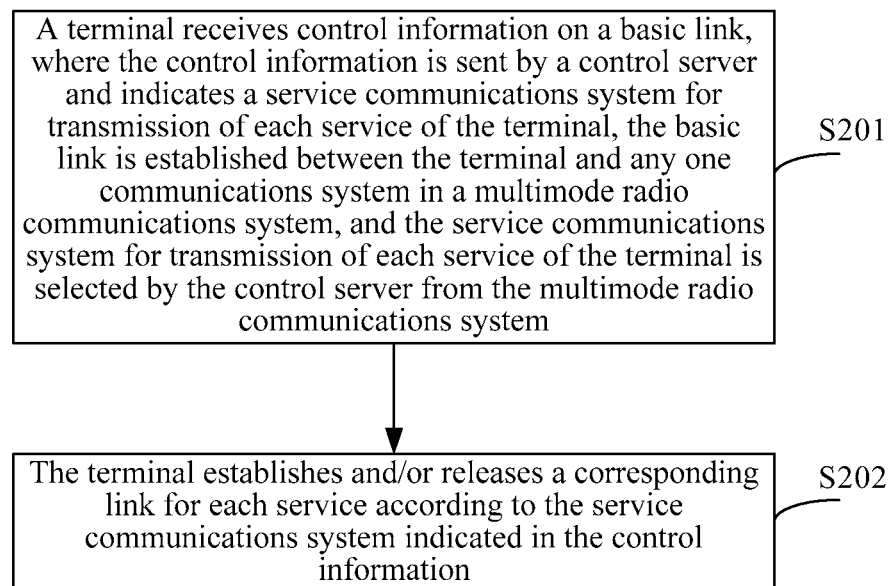 A terminal receives control information on a basic link,
where the control information is sent by a control server
and indicates a service communications system for
transmission of each service of the terminal, the basic
link is established between the terminal and any one
communications system in a multimode radio
communications system, and the service communications
system for transmission of each service of the terminal is
selected by the control server from the multimode radio
communications system
S201
The terminal establishes and/or releases a corresponding
link for each service according to the service
communications system indicated in the control
information
S202